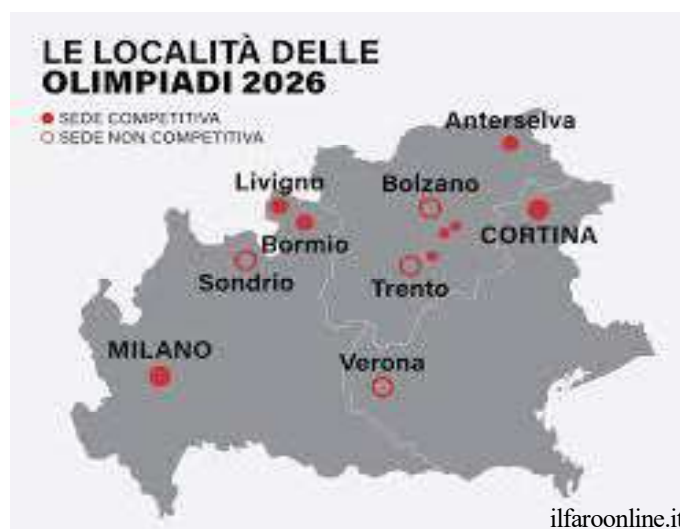 LE LOCALITÀ DELLE
OLIMPIADI 2026
SEDE COMPETITIVA
SEDE NON COMPETITIVA
Anterselva
Livigno
Bolzano
Bormio
CORTINA
Sondrio
Trento
MILANO
Verona
ilfaroonline.it